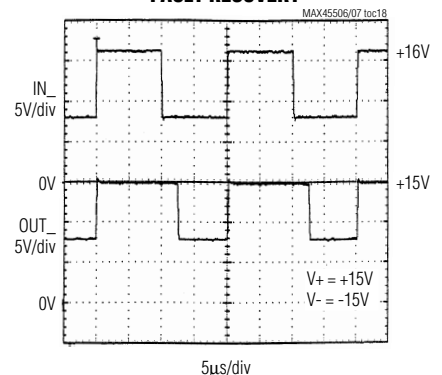 FAULT RECOVERY
MAX45506/07 toc18
+16V
IN_
5V/div
0V
+15V
OUT_
5V/div
V+ = +15V
V- = -15V
0V
5µs/div